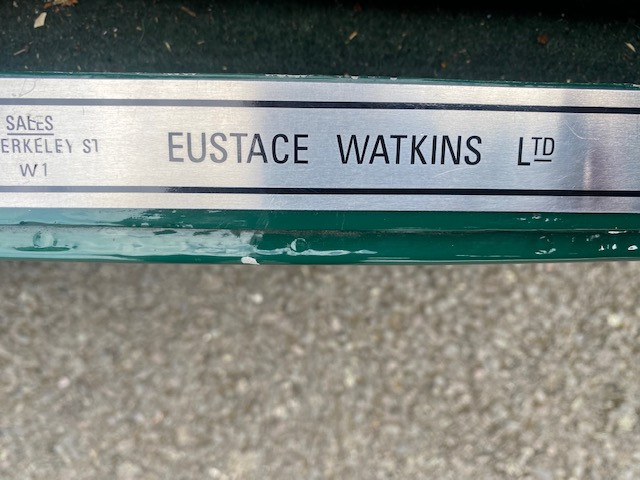 SALES
ERKELEY ST
W1
EUSTACE WATKINS LTD